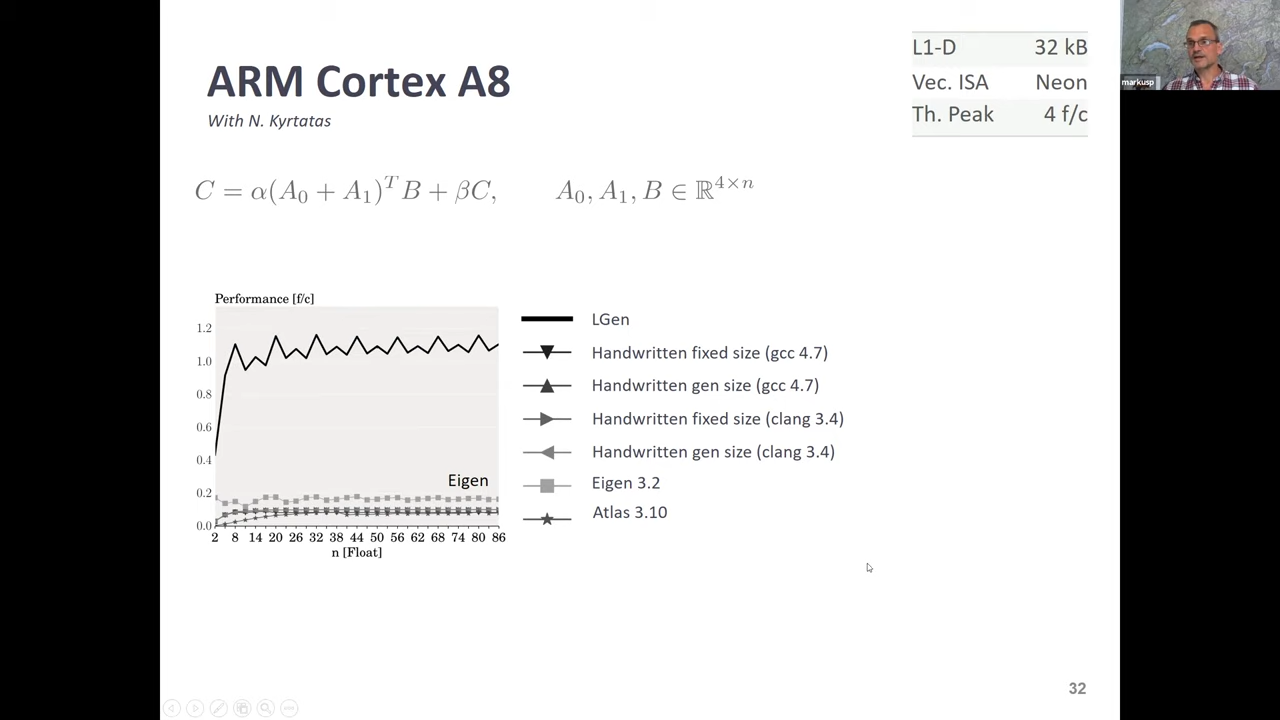 ARM Cortex A8
With N. Kyrtatas
L1-D 32 kB
Vec. ISA Neon
Th. Peak 4 f/c
markusp
C = α(A₀ + A₁)ᵀB + βC, A₀, A₁, B ∈ ℝ⁴ˣⁿ
Performance [f/c]
1.2
1.0
0.8
0.6
0.4
0.2
0.0
Eigen
2 8 14 20 26 32 38 44 50 56 62 68 74 80 86
n [Float]
LGen
Handwritten fixed size (gcc 4.7)
Handwritten gen size (gcc 4.7)
Handwritten fixed size (clang 3.4)
Handwritten gen size (clang 3.4)
Eigen 3.2
Atlas 3.10
32